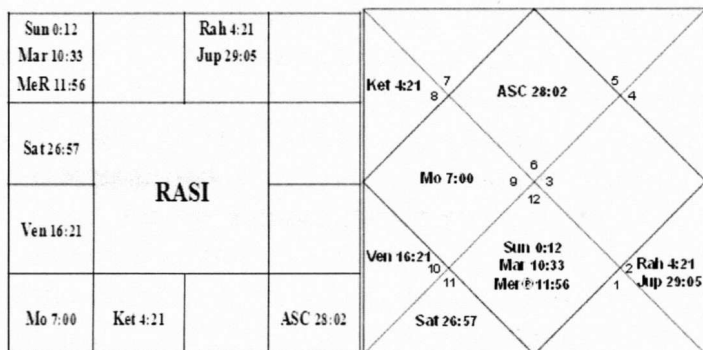 Sun 0:12
Mar 10:33
MeR 11:56
Rah 4:21
Jup 29:05
Sat 26:57
RASI
Ven 16:21
Mo 7:00
Ket 4:21
ASC 28:02
Ket 4:21
7
8
ASC 28:02
5
4
Mo 7:00
6
9
3
12
Ven 16:21
10
11
Sun 0:12
Mar 10:33
Mer ℞ 11:56
2
1
Rah 4:21
Jup 29:05
Sat 26:57